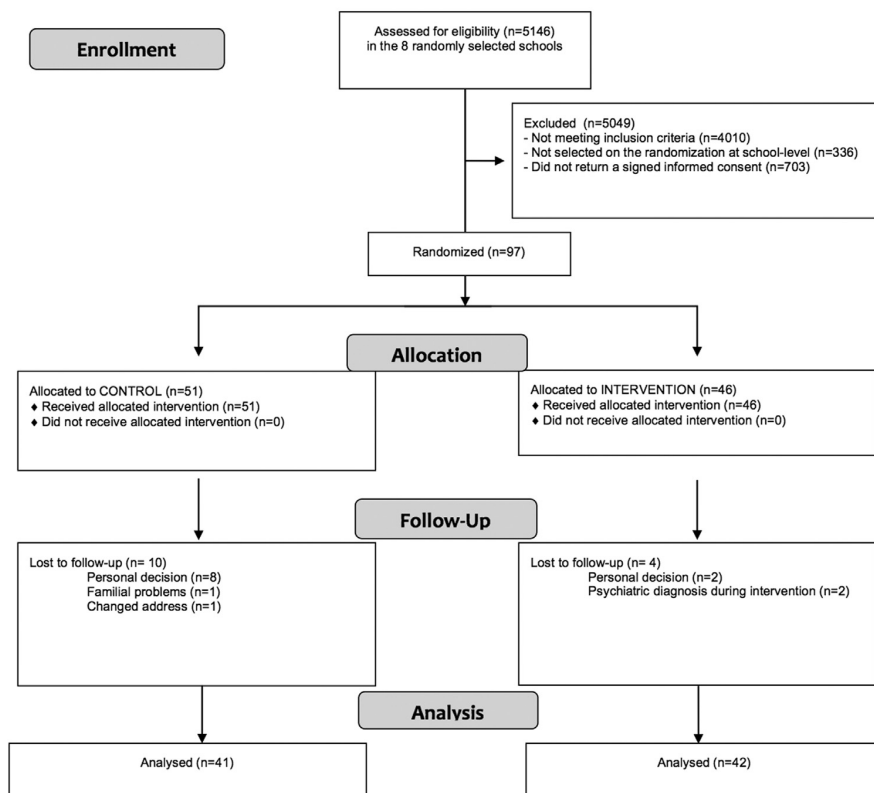 Enrollment
Assessed for eligibility (n=5146)
in the 8 randomly selected schools
Excluded (n=5049)
- Not meeting inclusion criteria (n=4010)
- Not selected on the randomization at school-level (n=336)
- Did not return a signed informed consent (n=703)
Randomized (n=97)
Allocation
Allocated to CONTROL (n=51)
♦ Received allocated intervention (n=51)
♦ Did not receive allocated intervention (n=0)
Allocated to INTERVENTION (n=46)
♦ Received allocated intervention (n=46)
♦ Did not receive allocated intervention (n=0)
Follow-Up
Lost to follow-up (n= 10)
Personal decision (n=8)
Familial problems (n=1)
Changed address (n=1)
Lost to follow-up (n= 4)
Personal decision (n=2)
Psychiatric diagnosis during intervention (n=2)
Analysis
Analysed (n=41)
Analysed (n=42)